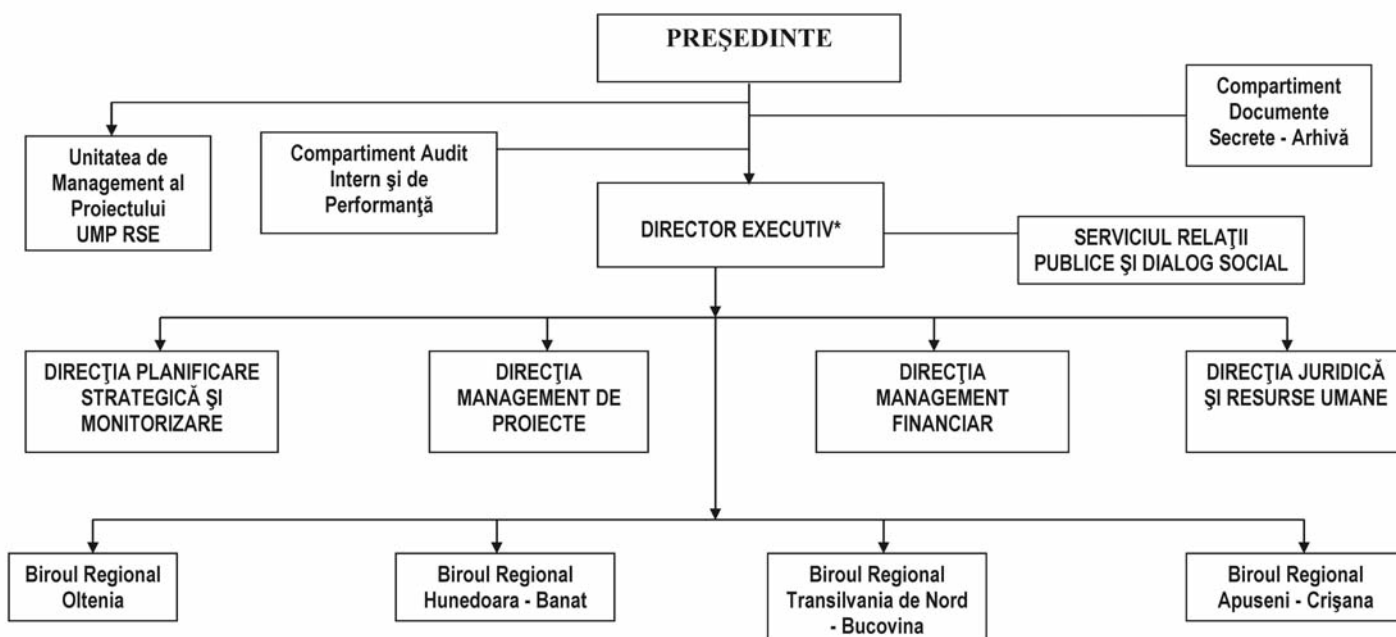 PREŞEDINTE
Compartiment
Documente
Secrete - Arhivă
Unitatea de
Management al
Proiectului
UMP RSE
Compartiment Audit
Intern şi de
Performanţă
DIRECTOR EXECUTIV*
SERVICIUL RELAŢII
PUBLICE ŞI DIALOG SOCIAL
DIRECŢIA PLANIFICARE
STRATEGICĂ ŞI
MONITORIZARE
DIRECŢIA
MANAGEMENT DE
PROIECTE
DIRECŢIA
MANAGEMENT
FINANCIAR
DIRECŢIA JURIDICĂ
ŞI RESURSE UMANE
Biroul Regional
Oltenia
Biroul Regional
Hunedoara - Banat
Biroul Regional
Transilvania de Nord
- Bucovina
Biroul Regional
Apuseni - Crişana